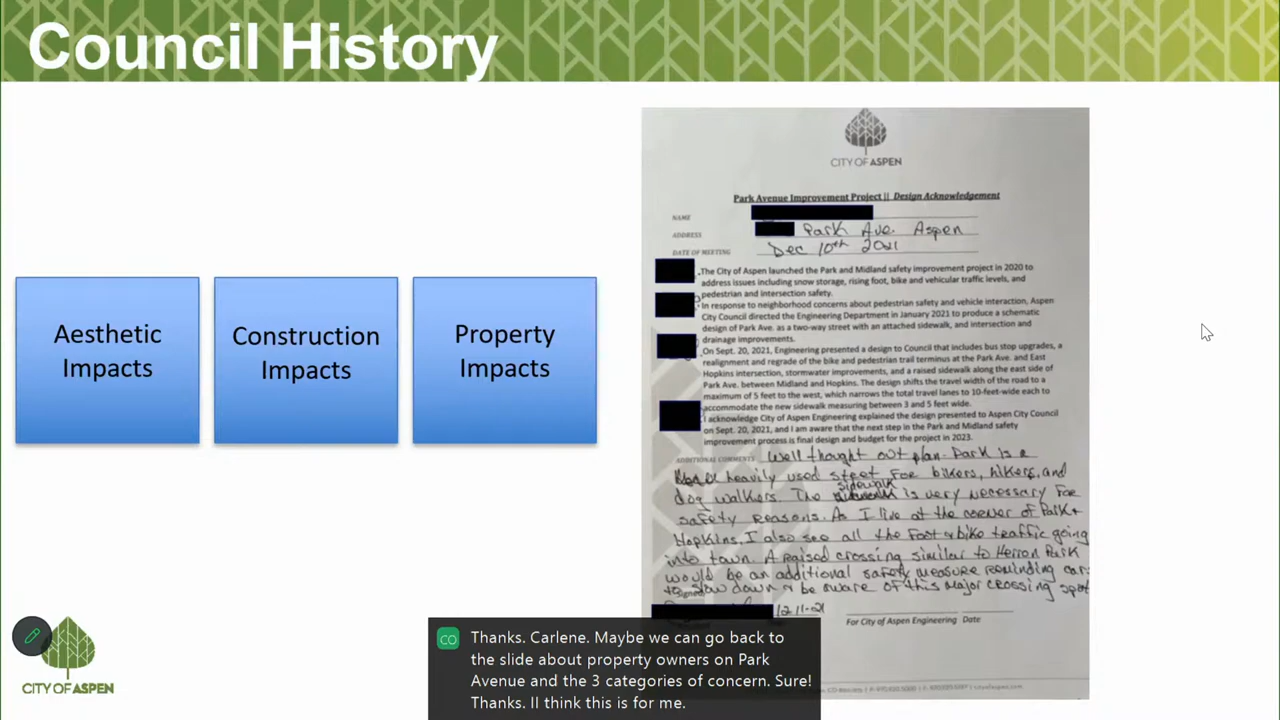 Council History
Aesthetic
Impacts
Construction
Impacts
Property
Impacts
CITY OF ASPEN
Park Avenue Improvement Project || Design Acknowledgement
NAME
ADDRESS
Park Ave. Aspen
DATE OF MEETING
Dec 10th 2021
The City of Aspen launched the Park and Midland safety improvement project in 2020 to
address issues including snow storage, rising foot, bike and vehicular traffic levels, and
pedestrian and intersection safety.
In response to neighborhood concerns about pedestrian safety and vehicle interaction, Aspen
City Council directed the Engineering Department in January 2021 to produce a schematic
design of Park Ave. as a two-way street with an attached sidewalk, and intersection and
drainage improvements.
On Sept. 20, 2021, Engineering presented a design to Council that includes bus stop upgrades, a
realignment and regrade of the bike and pedestrian trail terminus at the Park Ave. and East
Hopkins intersection, stormwater improvements, and a raised sidewalk along the east side of
Park Ave. between Midland and Hopkins. The design shifts the travel width of the road to a
maximum of 5 feet to the west, which narrows the total travel lanes to 10-feet-wide each to
accommodate the new sidewalk measuring between 3 and 5 feet wide.
I acknowledge City of Aspen Engineering explained the design presented to Aspen City Council
on Sept. 20, 2021, and I am aware that the next step in the Park and Midland safety
improvement process is final design and budget for the project in 2023.
ADDITIONAL COMMENTS Well thought out plan. Park is a
heavily used steet for bikers, hikers, and
dog walkers. The sidewalk is very necessary for
safety reasons. As I live at the corner of Park +
Hopkins, I also see all the foot & bike traffic going
into town. A raised crossing similar to Herron Park
would be an additional safety measure reminding cars
to slow down & be aware of this major crossing spot
Signed
12-11-21
For City of Aspen Engineering Date
CITY OF ASPEN
CO
Thanks. Carlene. Maybe we can go back to
the slide about property owners on Park
Avenue and the 3 categories of concern. Sure!
Thanks. II think this is for me.